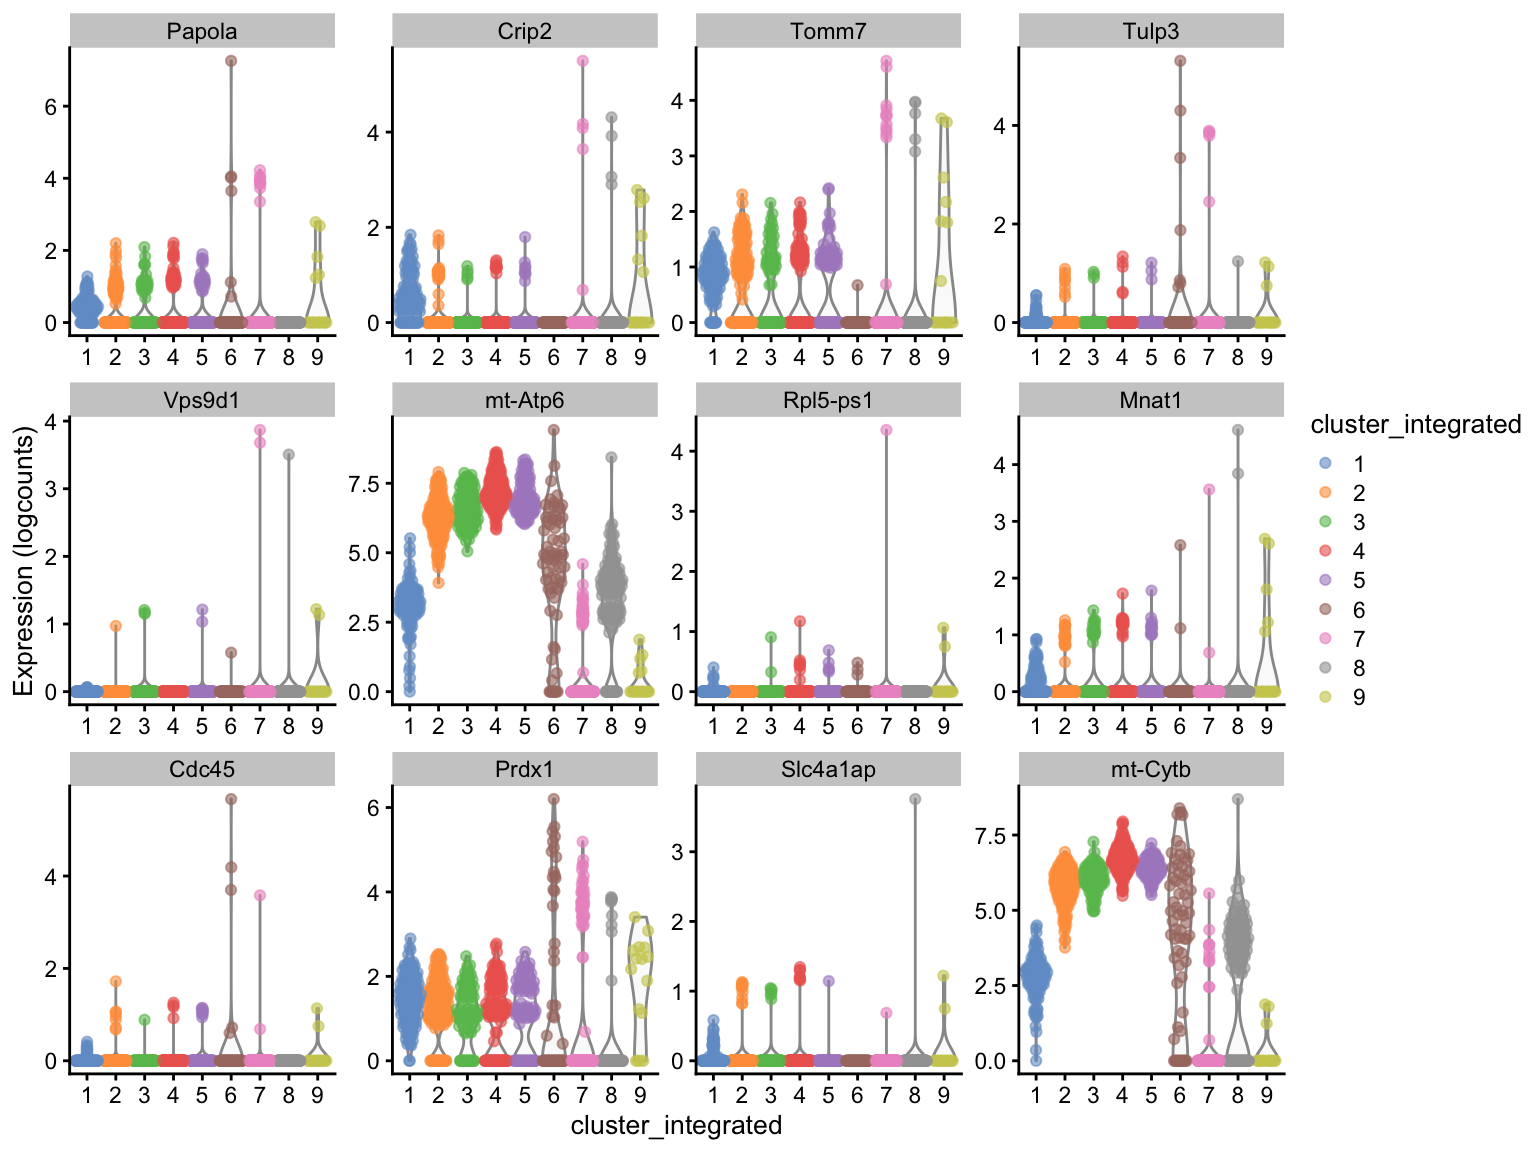 Papola Crip2 Tomm7 Tulp3
6 4 2 0
4 2 0
4 3 2 1 0
4 2 0
1 2 3 4 5 6 7 8 9 1 2 3 4 5 6 7 8 9 1 2 3 4 5 6 7 8 9 1 2 3 4 5 6 7 8 9
Vps9d1 mt-Atp6 Rpl5-ps1 Mnat1
4 3 2 1 0
7.5 5.0 2.5 0.0
4 3 2 1 0
4 3 2 1 0
1 2 3 4 5 6 7 8 9 1 2 3 4 5 6 7 8 9 1 2 3 4 5 6 7 8 9 1 2 3 4 5 6 7 8 9
Expression (logcounts)
Cdc45 Prdx1 Slc4a1ap mt-Cytb
4 2 0
6 4 2 0
3 2 1 0
7.5 5.0 2.5 0.0
1 2 3 4 5 6 7 8 9 1 2 3 4 5 6 7 8 9 1 2 3 4 5 6 7 8 9 1 2 3 4 5 6 7 8 9
cluster_integrated
cluster_integrated
1
2
3
4
5
6
7
8
9